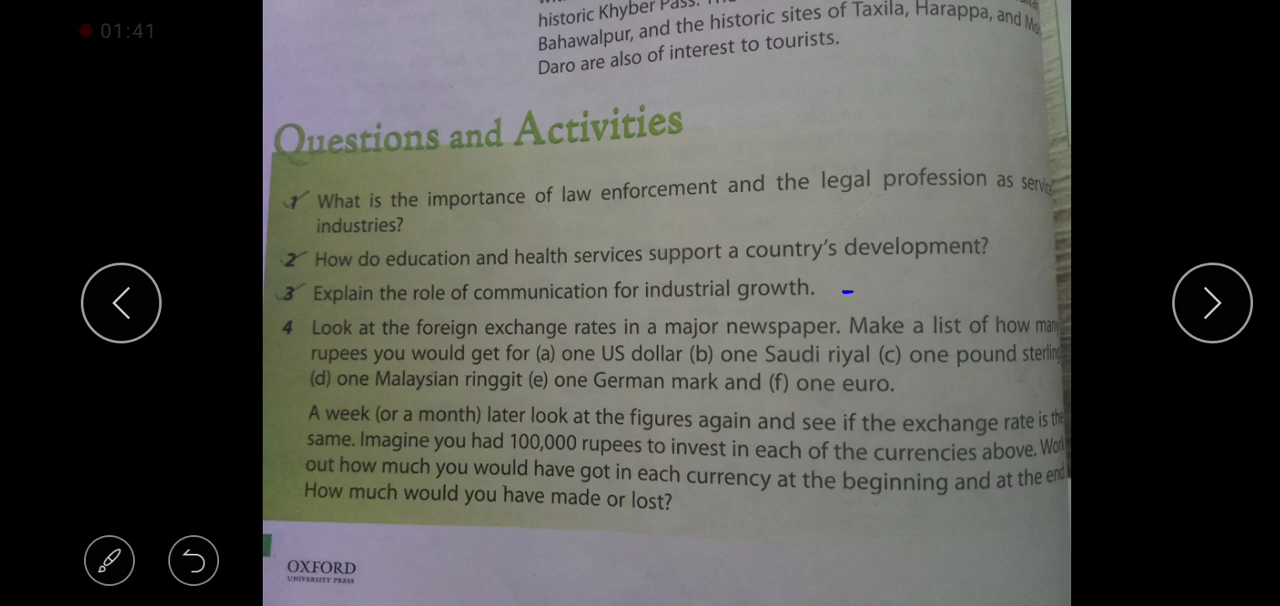 01:41
historic Khyber Pass.
Bahawalpur, and the historic sites of Taxila, Harappa, and
Daro are also of interest to tourists.
Questions and Activities
1 What is the importance of law enforcement and the legal profession as
industries?
2 How do education and health services support a country's development?
3 Explain the role of communication for industrial growth.
4 Look at the foreign exchange rates in a major newspaper. Make a list of how
rupees you would get for (a) one US dollar (b) one Saudi riyal (c) one pound
(d) one Malaysian ringgit (e) one German mark and (f) one euro.
A week (or a month) later look at the figures again and see if the exchange rate is the
same. Imagine you had 100,000 rupees to invest in each of the currencies above.
out how much you would have got in each currency at the beginning and at the end
How much would you have made or lost?
OXFORD
UNIVERSITY PRESS